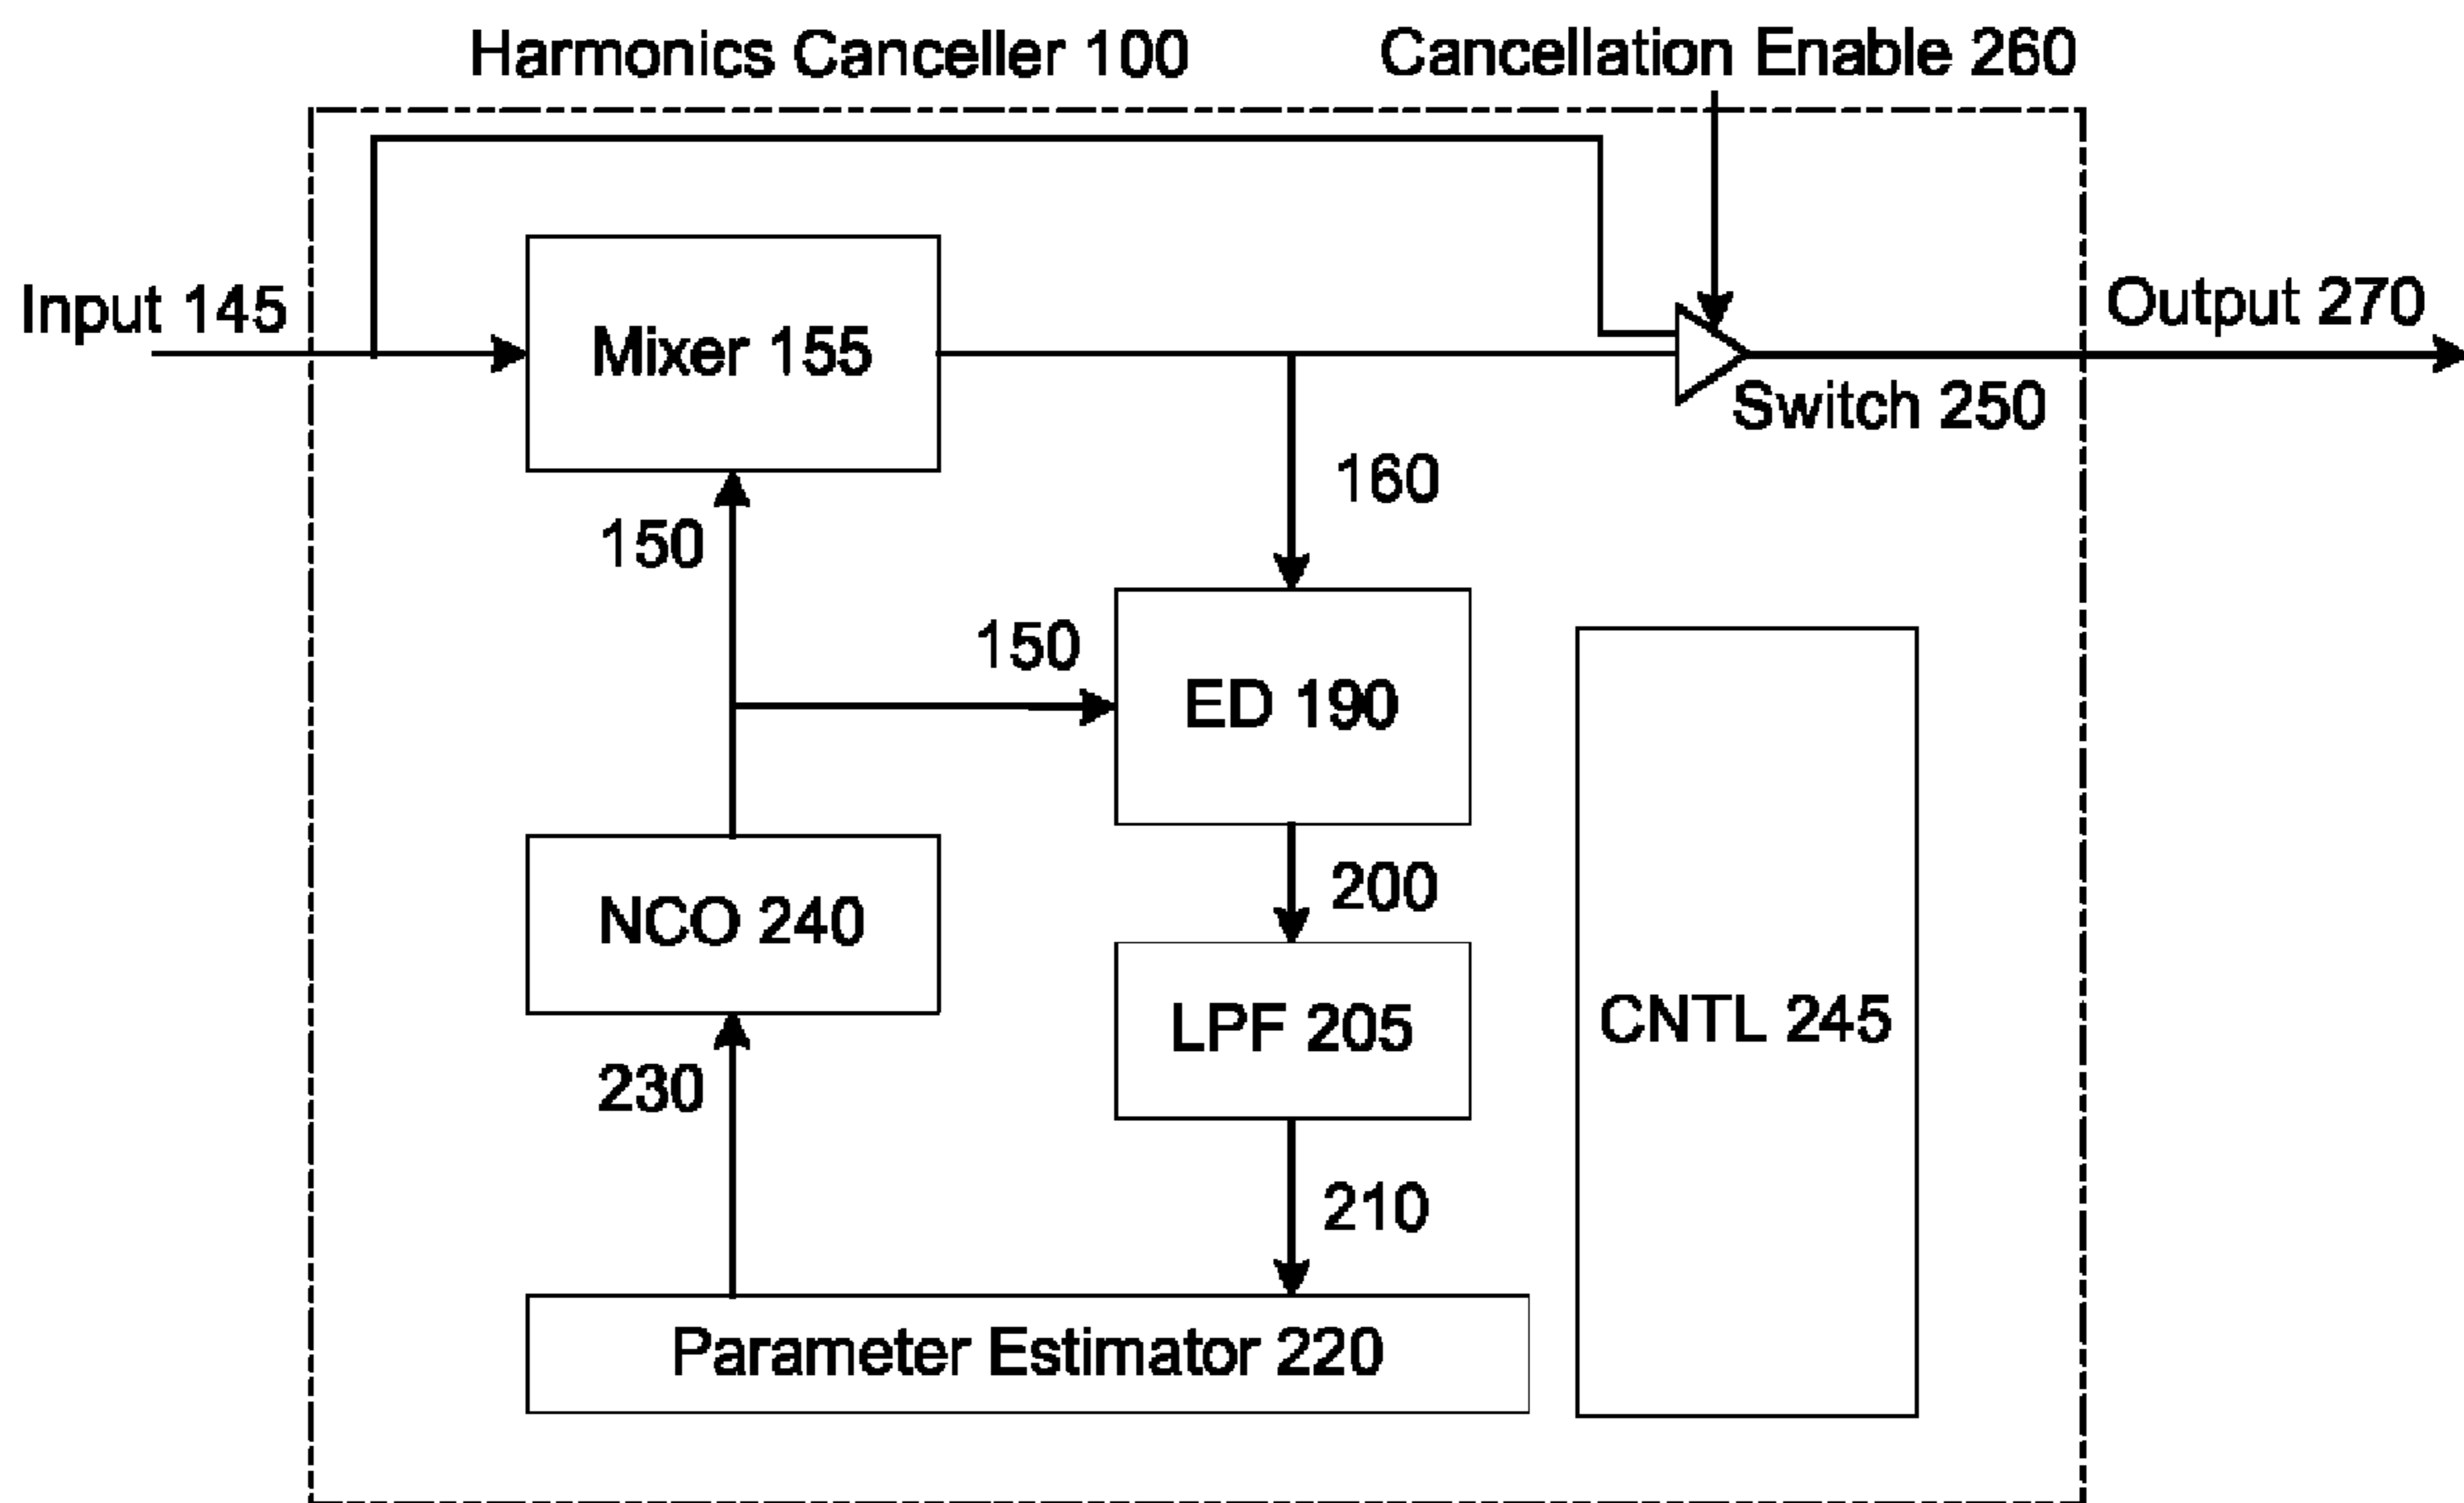 Harmonics Canceller 100
Cancellation Enable 260
Input 145
Mixer 155
Output 270
Switch 250
160
150
150
ED 190
NCO 240
200
LPF 205
CNTL 245
230
210
Parameter Estimator 220